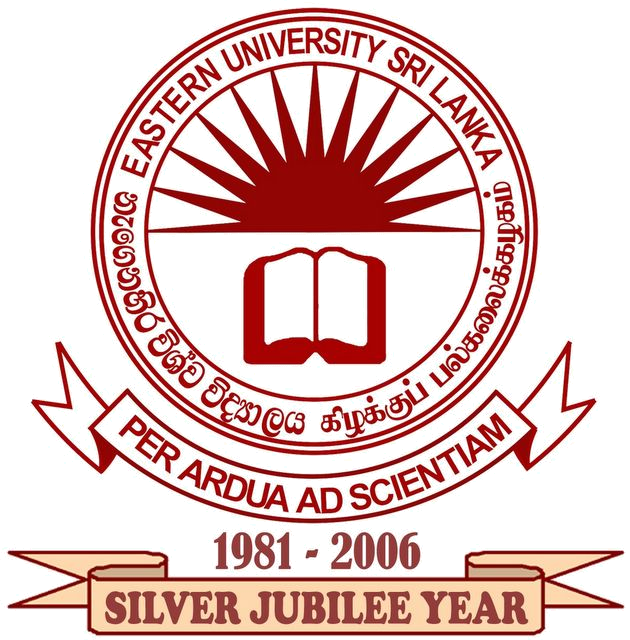 EASTERN UNIVERSITY SRI LANKA
නැගෙනහිර විශ්ව විද්‍යාලය
கிழக்குப் பல்கலைக்கழகம்
PER ARDUA AD SCIENTIAM
1981 - 2006
SILVER JUBILEE YEAR